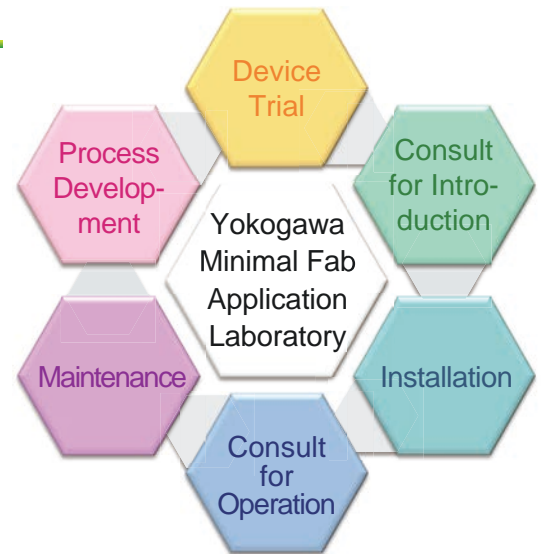 Device
Trial
Process
Develop-
ment
Consult
for Intro-
duction
Yokogawa
Minimal Fab
Application
Laboratory
Maintenance
Installation
Consult
for
Operation